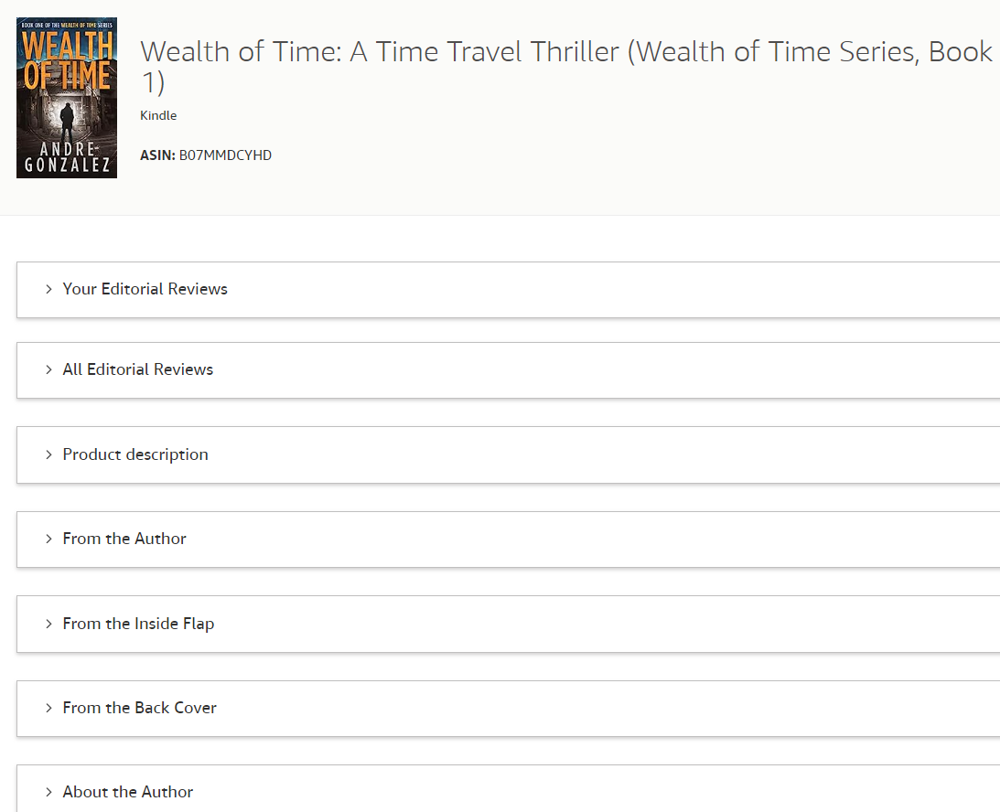 BOOK ONE OF THE WEALTH OF TIME SERIES
WEALTH
OF TIME
ANDRE
GONZALEZ
Wealth of Time: A Time Travel Thriller (Wealth of Time Series, Book
1)
Kindle
ASIN: B07MMDCYHD
Your Editorial Reviews
All Editorial Reviews
Product description
From the Author
From the Inside Flap
From the Back Cover
About the Author